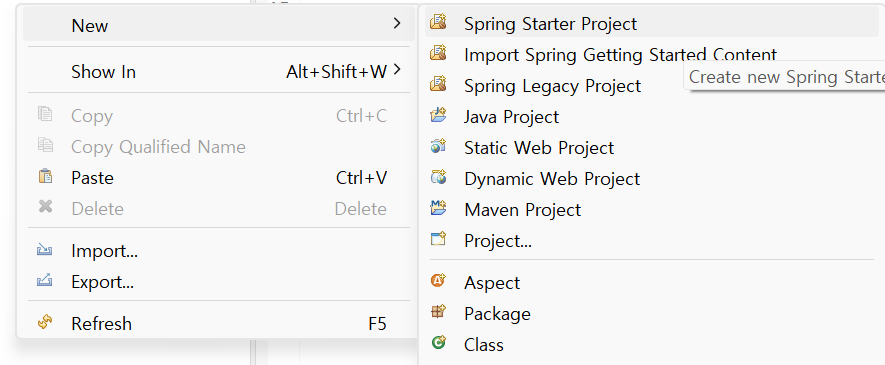 New
Show In Alt+Shift+W
Copy Ctrl+C
Copy Qualified Name
Paste Ctrl+V
Delete Delete
Import...
Export...
Refresh F5
Spring Starter Project
Import Spring Getting Started Content
Create new Spring Starte
Spring Legacy Project
Java Project
Static Web Project
Dynamic Web Project
Maven Project
Project...
Aspect
Package
Class